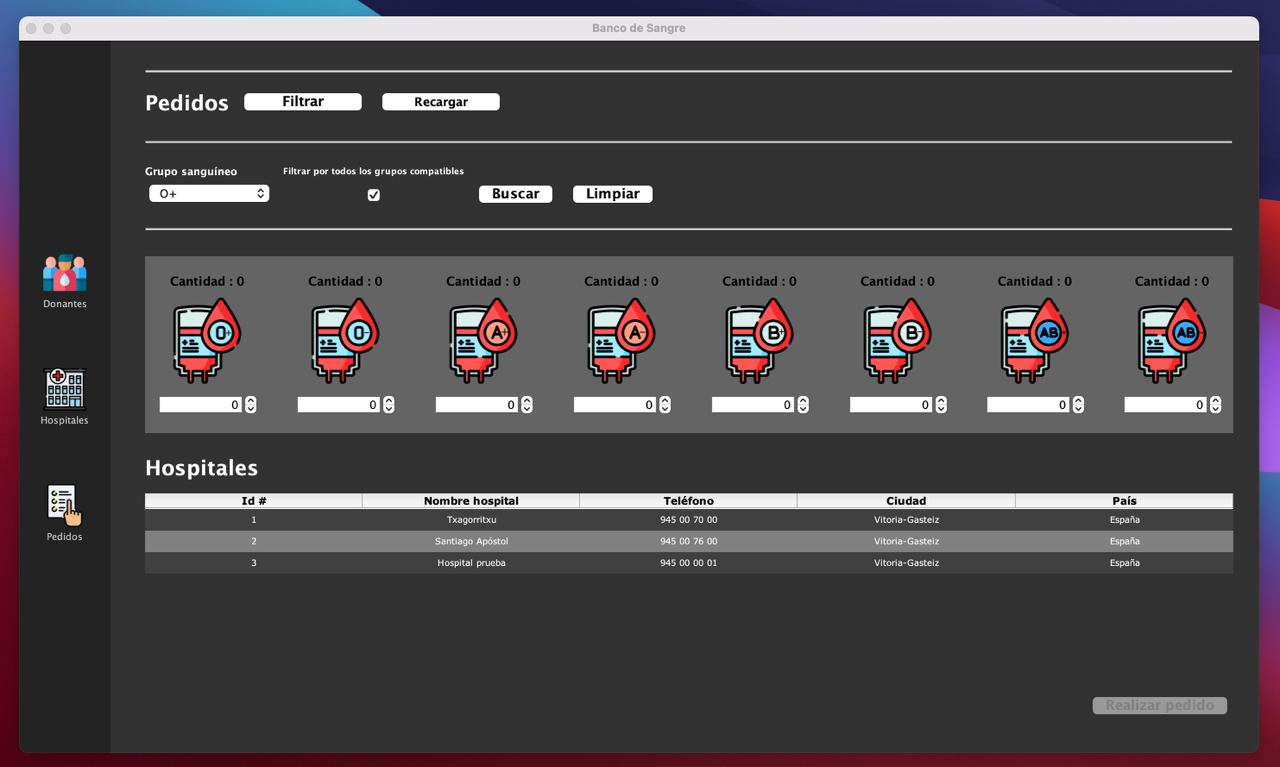 Banco de Sangre
Pedidos Filtrar Recargar
Grupo sanguíneo Filtrar por todos los grupos compatibles
O+ Buscar Limpiar
Cantidad : 0 Cantidad : 0 Cantidad : 0 Cantidad : 0 Cantidad : 0 Cantidad : 0 Cantidad : 0 Cantidad : 0
O+ O- A+ A- B+ B- AB AB
0 0 0 0 0 0 0 0
Donantes
Hospitales
Pedidos
Hospitales
Id # Nombre hospital Teléfono Ciudad País
1 Txagorritxu 945 00 70 00 Vitoria-Gasteiz España
2 Santiago Apóstol 945 00 76 00 Vitoria-Gasteiz España
3 Hospital prueba 945 00 00 01 Vitoria-Gasteiz España
Realizar pedido